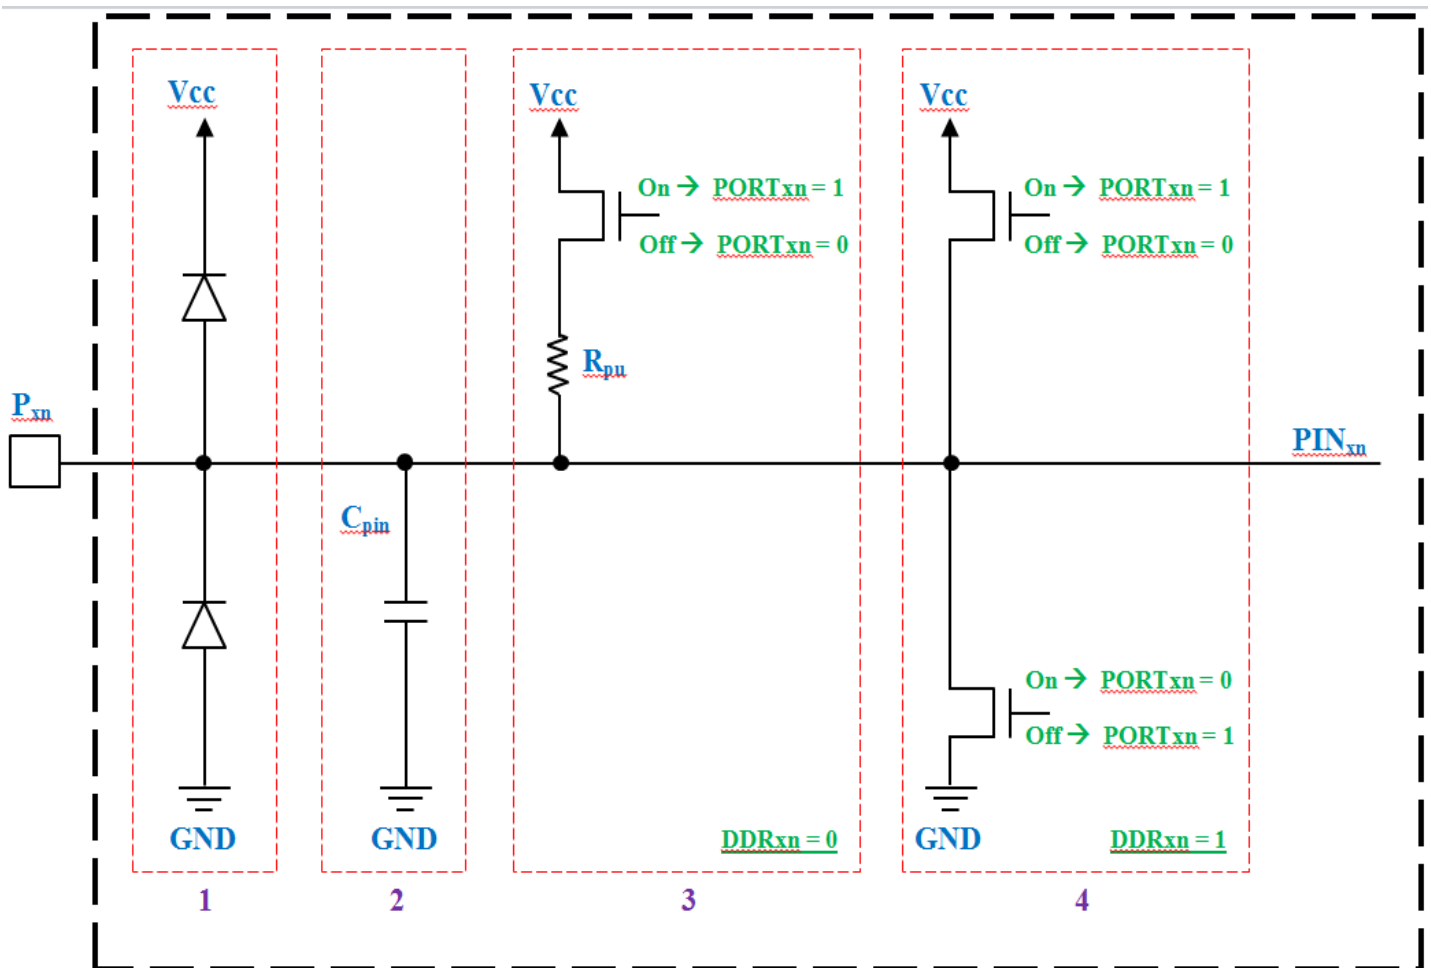 Vcc
Vcc
Vcc
On → PORTxn = 1
On → PORTxn = 1
Off → PORTxn = 0
Off → PORTxn = 0
Rpu
Pxn
PINxn
Cpin
On → PORTxn = 0
Off → PORTxn = 1
GND
GND
DDRxn = 0
GND
DDRxn = 1
1
2
3
4